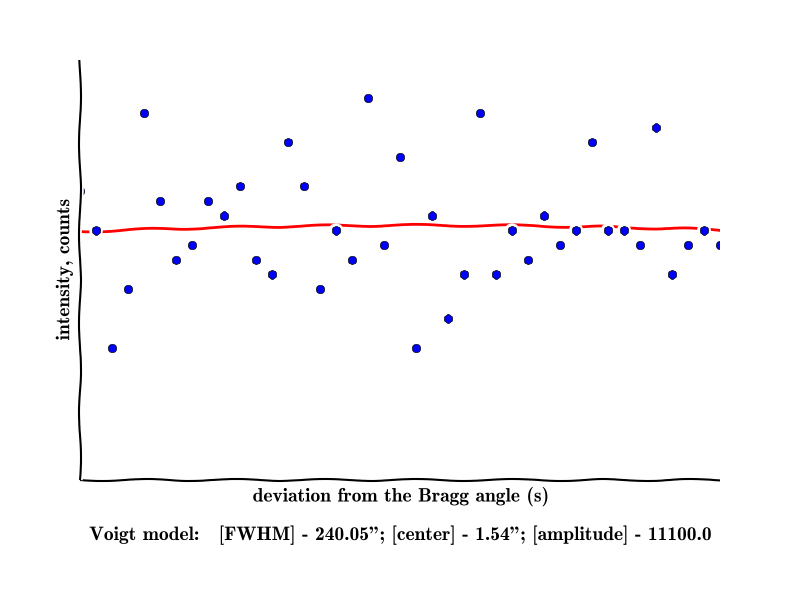 intensity, counts
deviation from the Bragg angle (s)
Voigt model: [FWHM] - 240.05”; [center] - 1.54”; [amplitude] - 11100.0